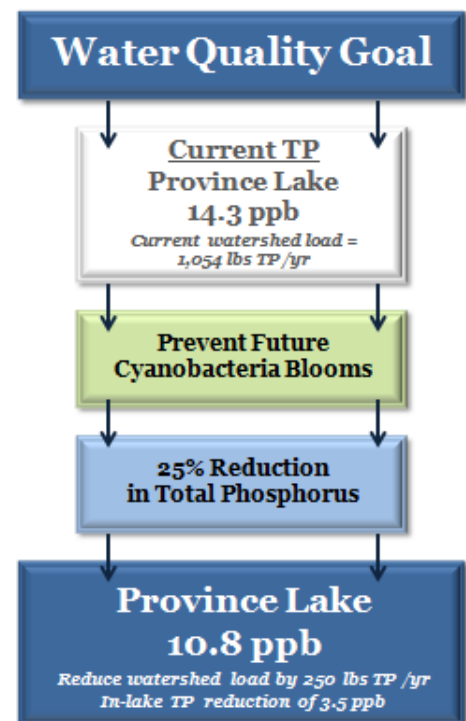 Water Quality Goal
Current TP
Province Lake
14.3 ppb
Current watershed load =
1,054 lbs TP/yr
Prevent Future
Cyanobacteria Blooms
25% Reduction
in Total Phosphorus
Province Lake
10.8 ppb
Reduce watershed load by 250 lbs TP /yr
In-lake TP reduction of 3.5 ppb